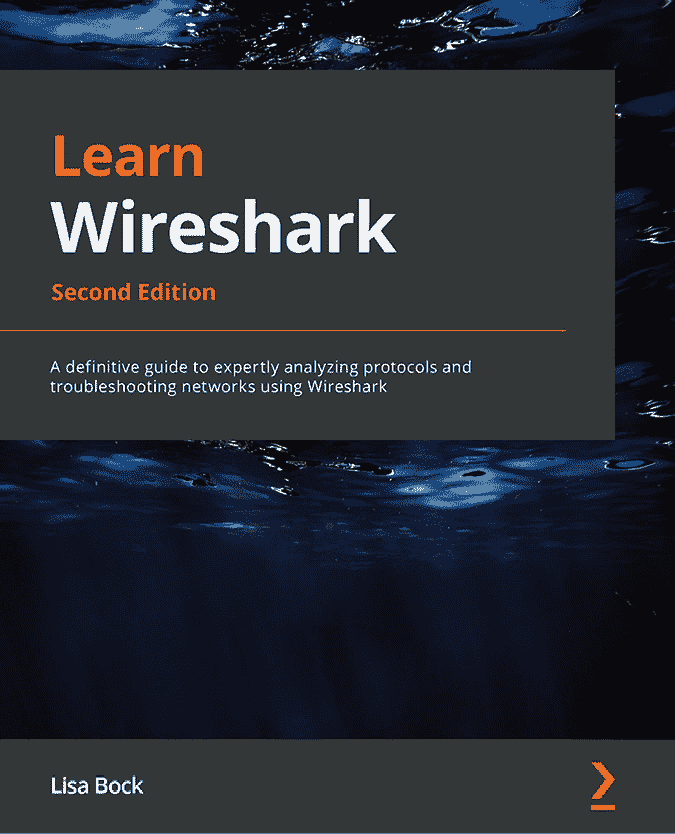 Learn
Wireshark
Second Edition
A definitive guide to expertly analyzing protocols and
troubleshooting networks using Wireshark
Lisa Bock